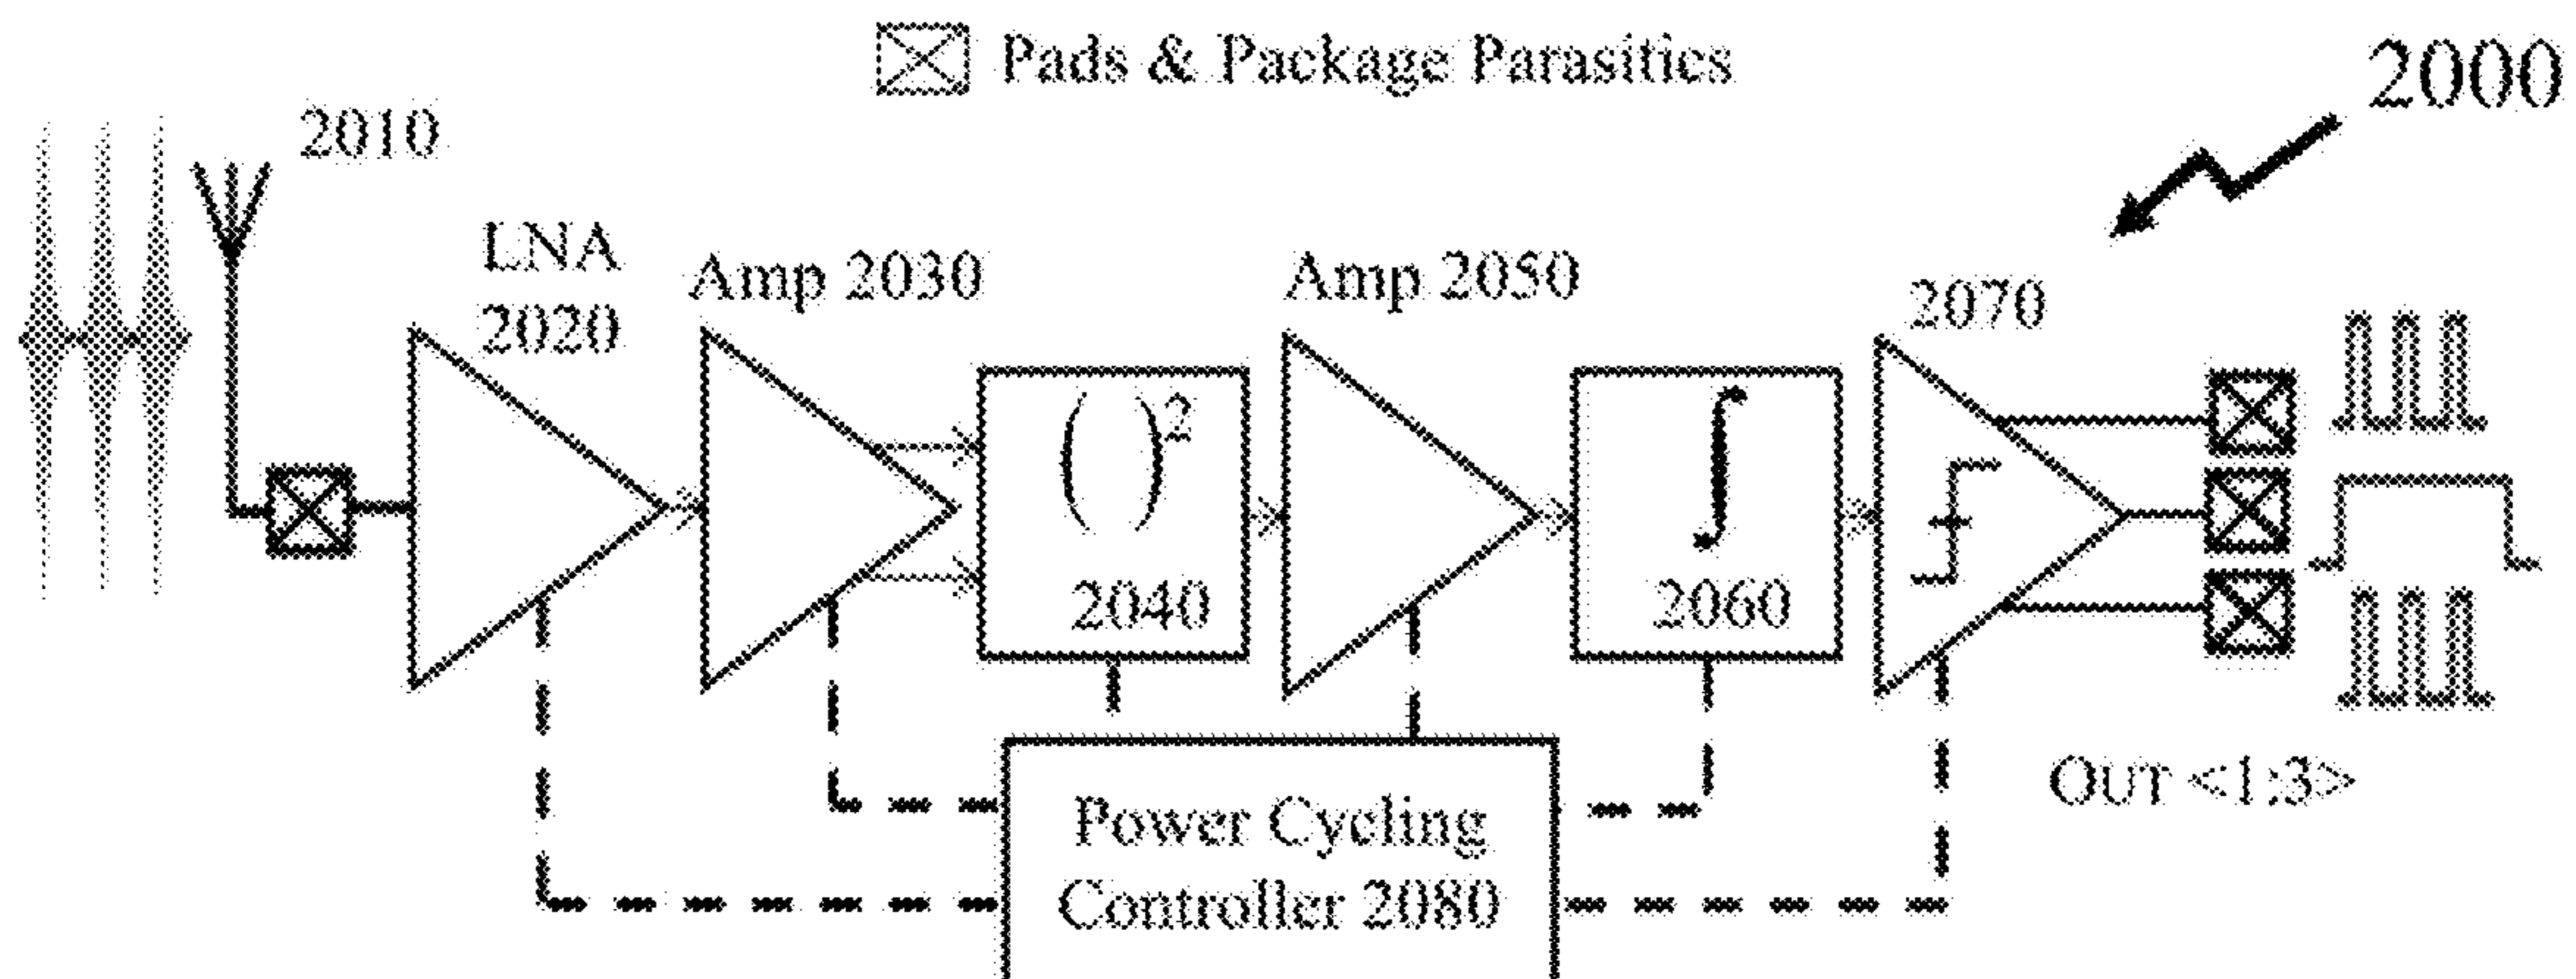 Pads & Package Parasitics
2000
2010
LNA
2020
Amp 2030
Amp 2050
2070
( )²
2040
∫
2060
OUT <1:3>
Power Cycling
Controller 2080